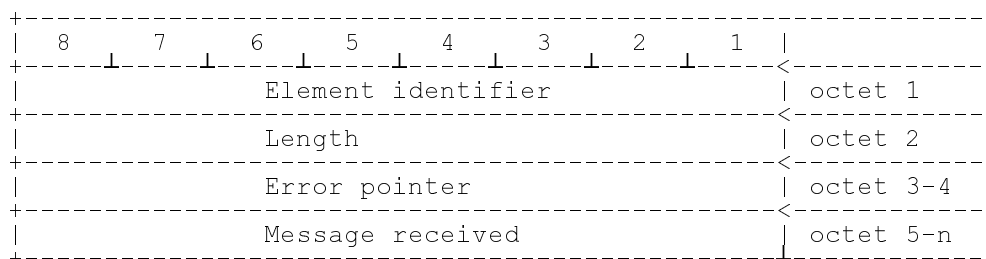 8 7 6 5 4 3 2 1
Element identifier octet 1
Length octet 2
Error pointer octet 3-4
Message received octet 5-n